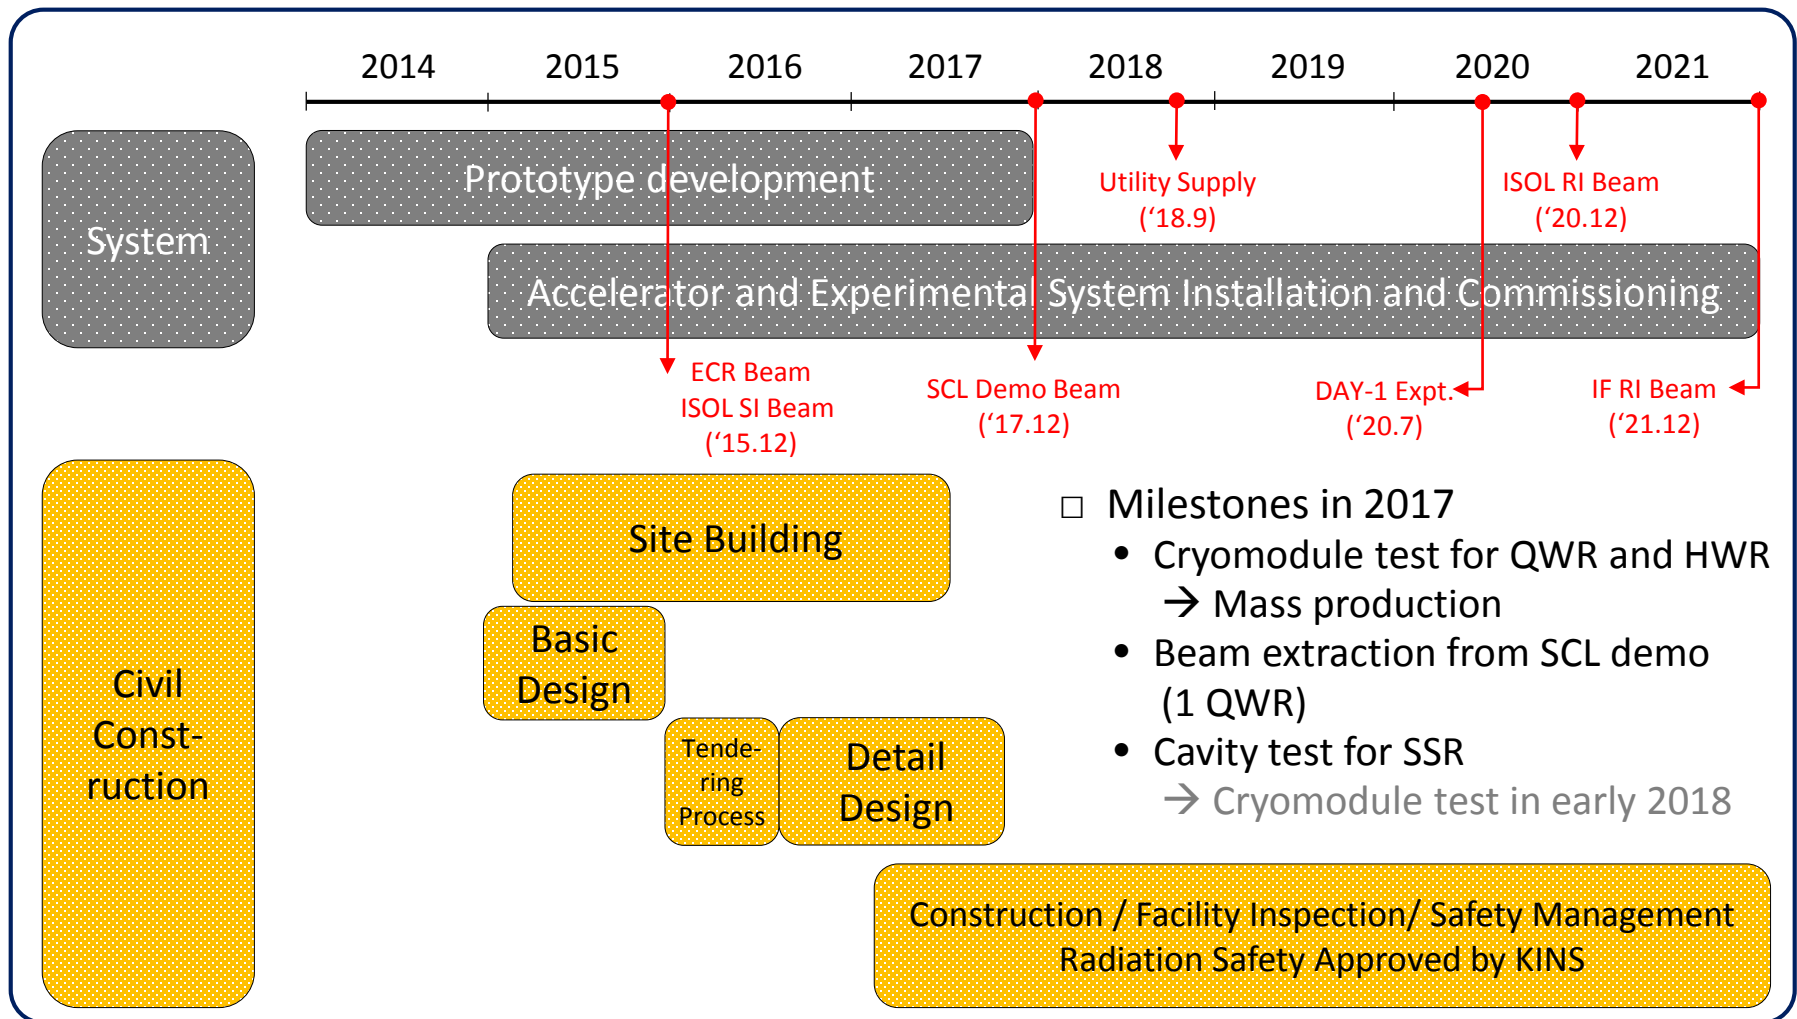 2014 2015 2016 2017 2018 2019 2020 2021
System
Prototype development
Utility Supply
(‘18.9)
ISOL RI Beam
(‘20.12)
Accelerator and Experimental System Installation and Commissioning
ECR Beam
ISOL SI Beam
(‘15.12)
SCL Demo Beam
(‘17.12)
DAY-1 Expt.
(‘20.7)
IF RI Beam
(‘21.12)
Civil
Const-
ruction
Site Building
Basic
Design
Tende-
ring
Process
Detail
Design
□ Milestones in 2017
• Cryomodule test for QWR and HWR
→ Mass production
• Beam extraction from SCL demo
(1 QWR)
• Cavity test for SSR
→ Cryomodule test in early 2018
Construction / Facility Inspection/ Safety Management
Radiation Safety Approved by KINS